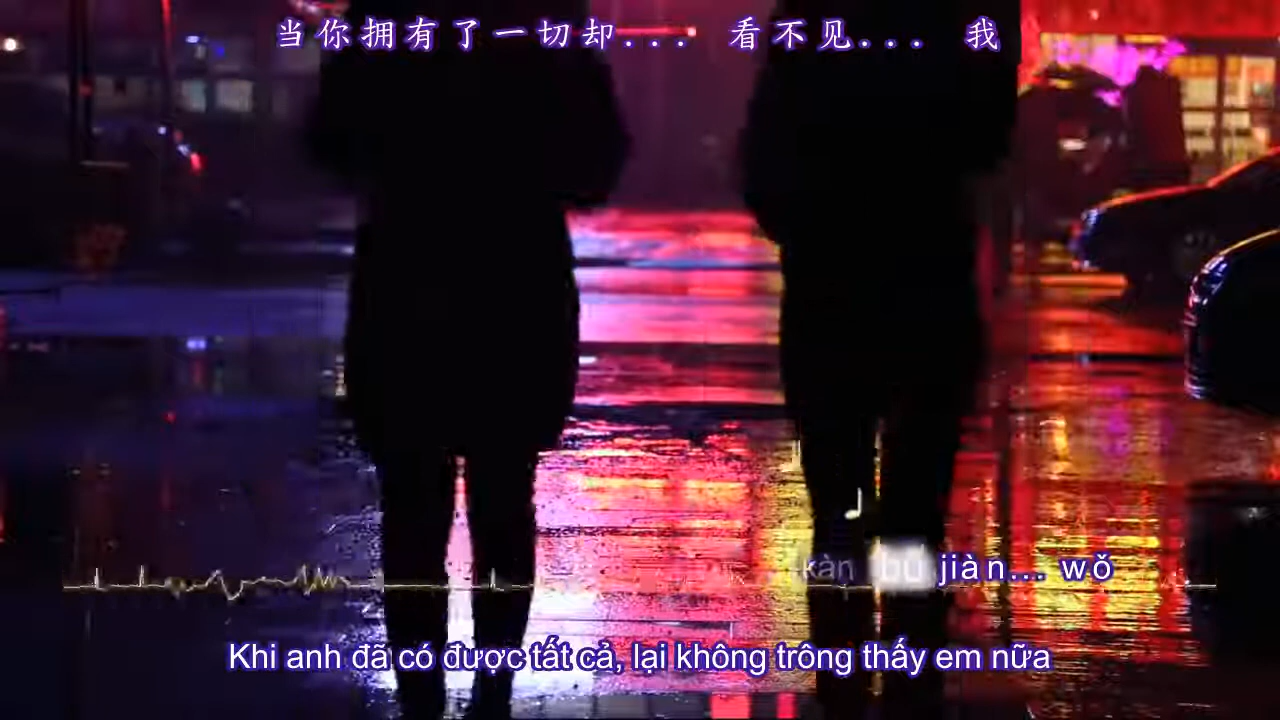 当你拥有了一切却... 看不见... 我
kàn bú jiàn... wǒ
Khi anh đã có được tất cả, lại không trông thấy em nữa